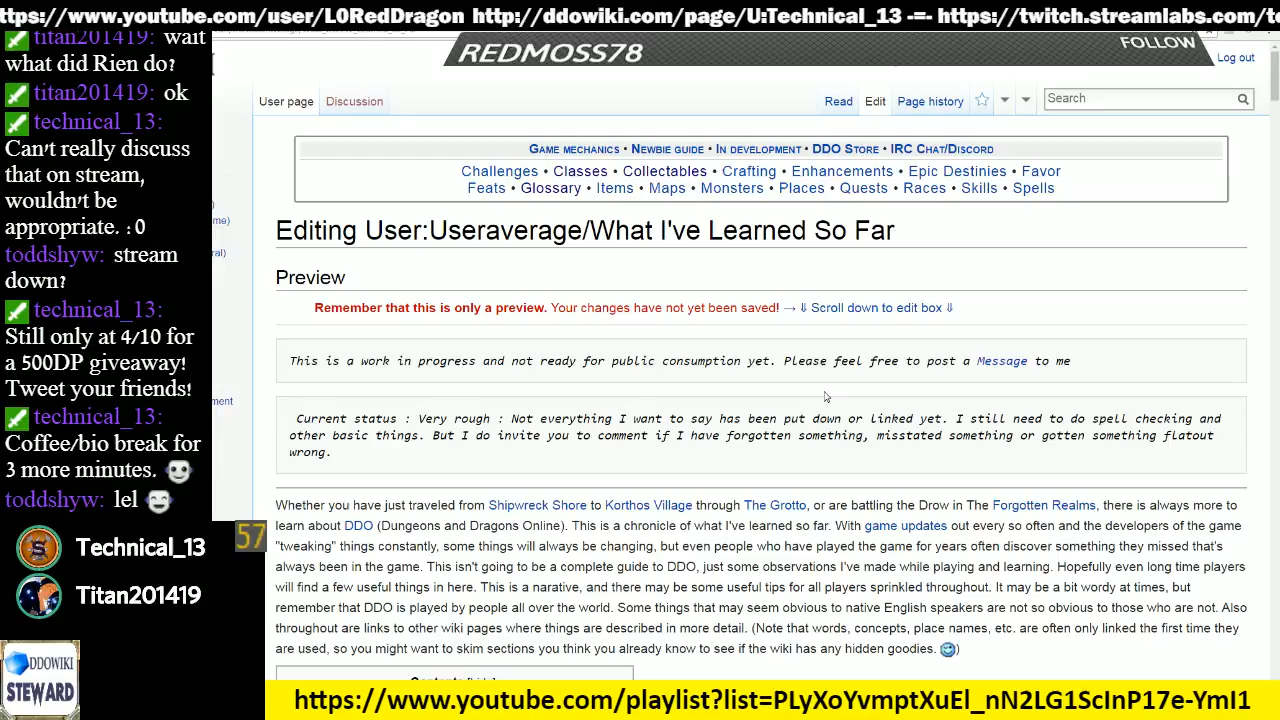 ttps://www.youtube.com/user/L0RedDragon http://ddowiki.com/page/U:Technical_13 -=- https://twitch.streamlabs.com/te
titan201419: wait
what did Rien do?
titan201419: ok
technical_13:
Can't really discuss
that on stream,
wouldn't be
appropriate. :0
toddshyw: stream
down?
technical_13:
Still only at 4/10 for
a 500DP giveaway!
Tweet your friends!
technical_13:
Coffee/bio break for
3 more minutes.
toddshyw: lel
Technical_13
Titan201419
57
DDOWIKI
STEWARD
REDMOSS78
FOLLOW
Log out
User page
Discussion
Read
Edit
Page history
Search
Game mechanics • Newbie guide • In development • DDO Store • IRC Chat/Discord
Challenges • Classes • Collectables • Crafting • Enhancements • Epic Destinies • Favor
Feats • Glossary • Items • Maps • Monsters • Places • Quests • Races • Skills • Spells
Editing User:Useraverage/What I've Learned So Far
Preview
Remember that this is only a preview. Your changes have not yet been saved! → ⇓ Scroll down to edit box ⇓
This is a work in progress and not ready for public consumption yet. Please feel free to post a Message to me
Current status : Very rough : Not everything I want to say has been put down or linked yet. I still need to do spell checking and
other basic things. But I do invite you to comment if I have forgotten something, misstated something or gotten something flatout
wrong.
Whether you have just traveled from Shipwreck Shore to Korthos Village through The Grotto, or are battling the Drow in The Forgotten Realms, there is always more to
learn about DDO (Dungeons and Dragons Online). This is a chronicle of what I've learned so far. With game updates out every so often and the developers of the game
"tweaking" things constantly, some things will always be changing, but even people who have played the game for years often discover something they missed that's
always been in the game. This isn't going to be a complete guide to DDO, just some observations I've made while playing and learning. Hopefully even long time players
will find a few useful things in here. This is a narative, and there may be some useful tips for all players sprinkled throughout. It may be a bit wordy at times, but
remember that DDO is played by people all over the world. Some things that may seem obvious to native English speakers are not so obvious to those who are not. Also
throughout are links to other wiki pages where things are described in more detail. (Note that words, concepts, place names, etc. are often only linked the first time they
are used, so you might want to skim sections you think you already know to see if the wiki has any hidden goodies. )
https://www.youtube.com/playlist?list=PLyXoYvmptXuEl_nN2LG1ScInP17e-YmI1